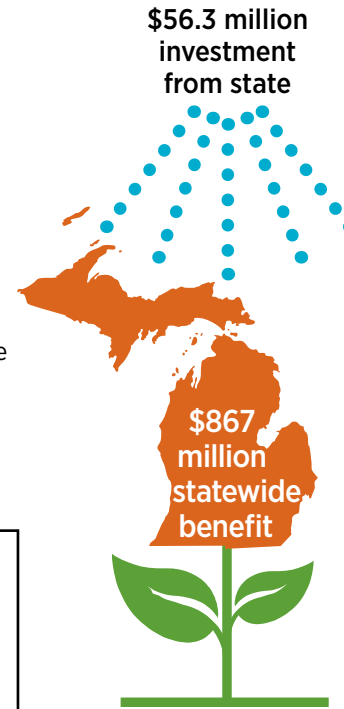 $56.3 million
investment
from state
e
$867
million
statewide
benefit